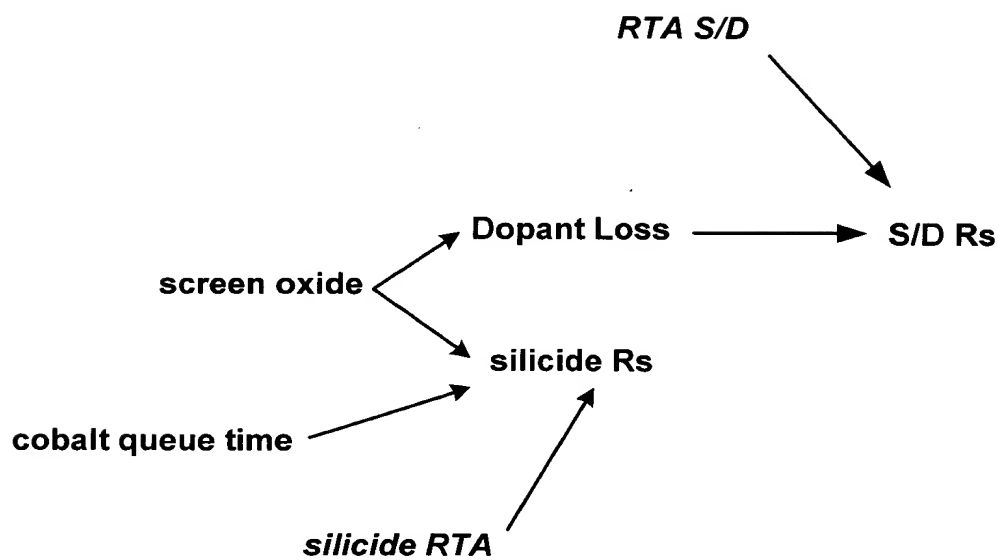 RTA S/D
Dopant Loss
S/D Rs
screen oxide
silicide Rs
cobalt queue time
silicide RTA